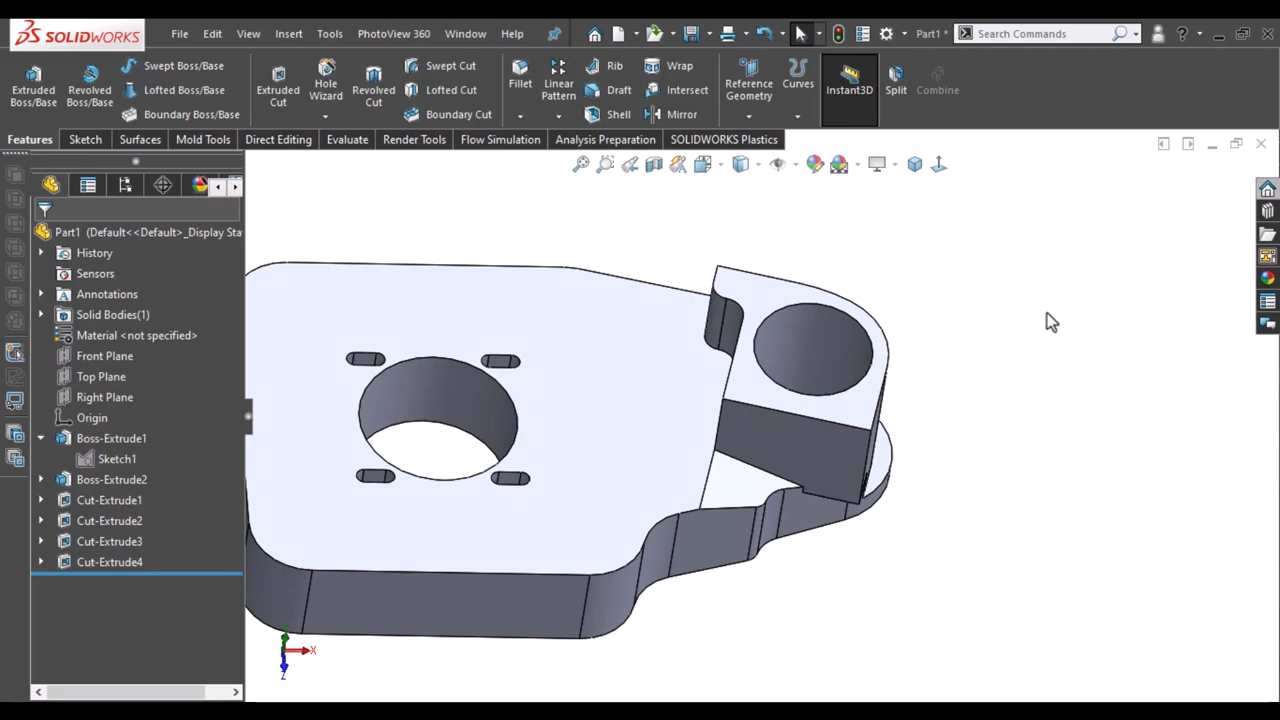 SOLIDWORKS File Edit View Insert Tools PhotoView 360 Window Help Part1 * Search Commands
Extruded Boss/Base
Revolved Boss/Base
Swept Boss/Base
Lofted Boss/Base
Boundary Boss/Base
Extruded Cut
Hole Wizard
Revolved Cut
Swept Cut
Lofted Cut
Boundary Cut
Fillet
Linear Pattern
Rib
Draft
Shell
Wrap
Intersect
Mirror
Reference Geometry
Curves
Instant3D
Split
Combine
Features Sketch Surfaces Mold Tools Direct Editing Evaluate Render Tools Flow Simulation Analysis Preparation SOLIDWORKS Plastics
Part1 (Default<<Default>_Display Sta
History
Sensors
Annotations
Solid Bodies(1)
Material <not specified>
Front Plane
Top Plane
Right Plane
Origin
Boss-Extrude1
Sketch1
Boss-Extrude2
Cut-Extrude1
Cut-Extrude2
Cut-Extrude3
Cut-Extrude4
X
Z